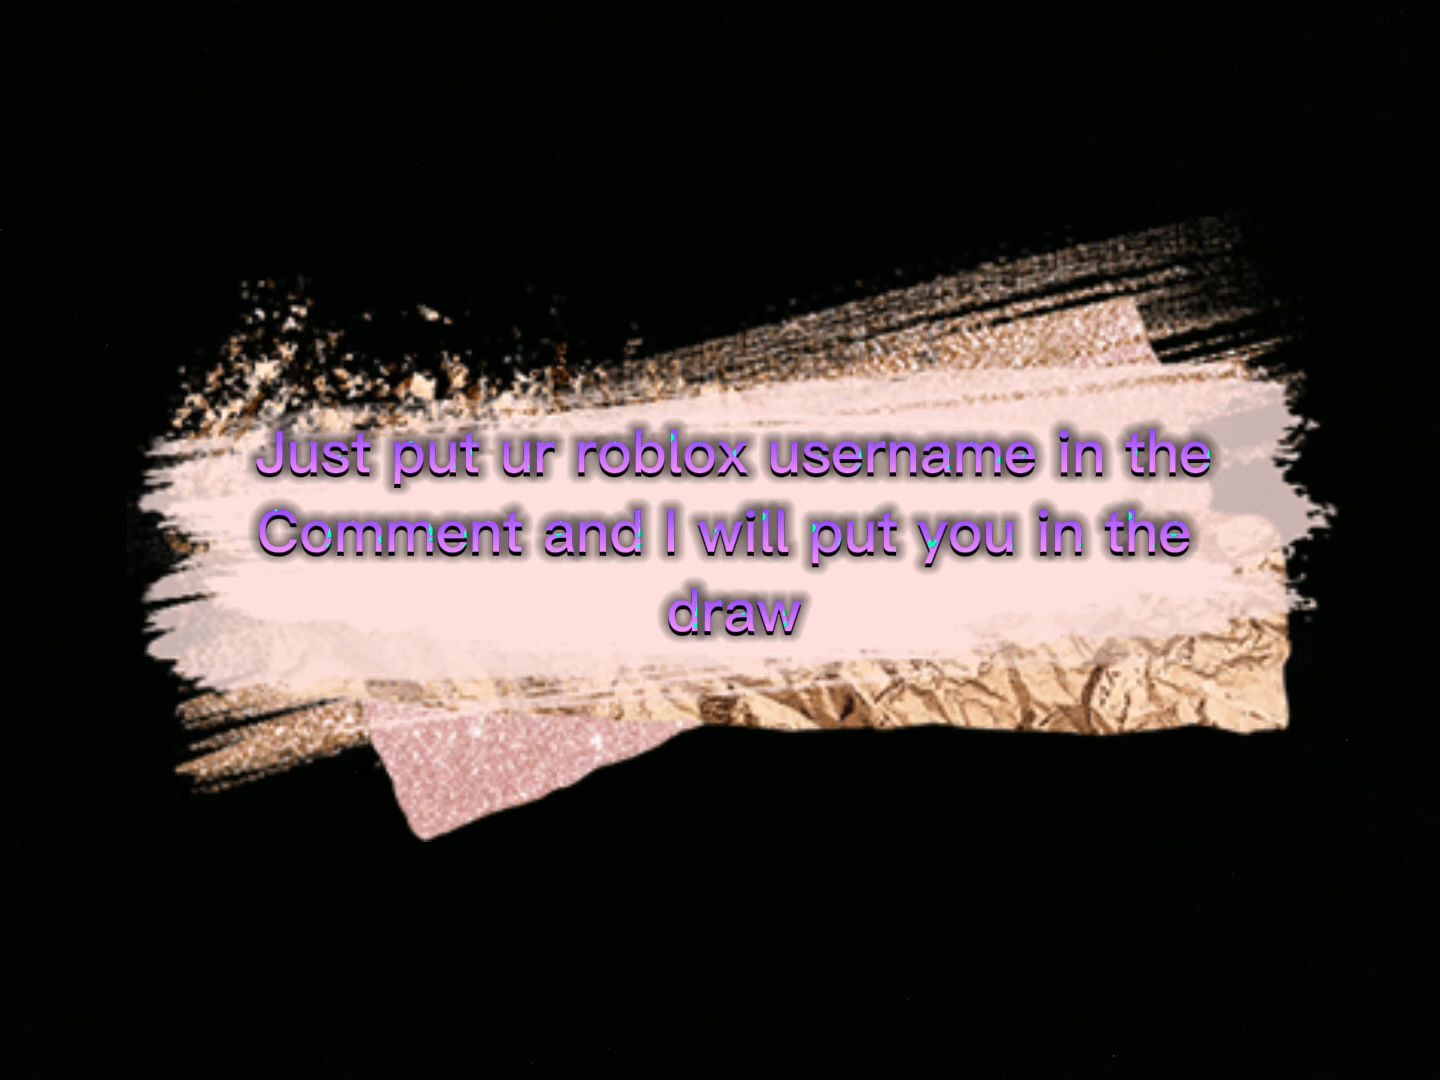 Just put ur roblox username in the
Comment and I will put you in the
draw